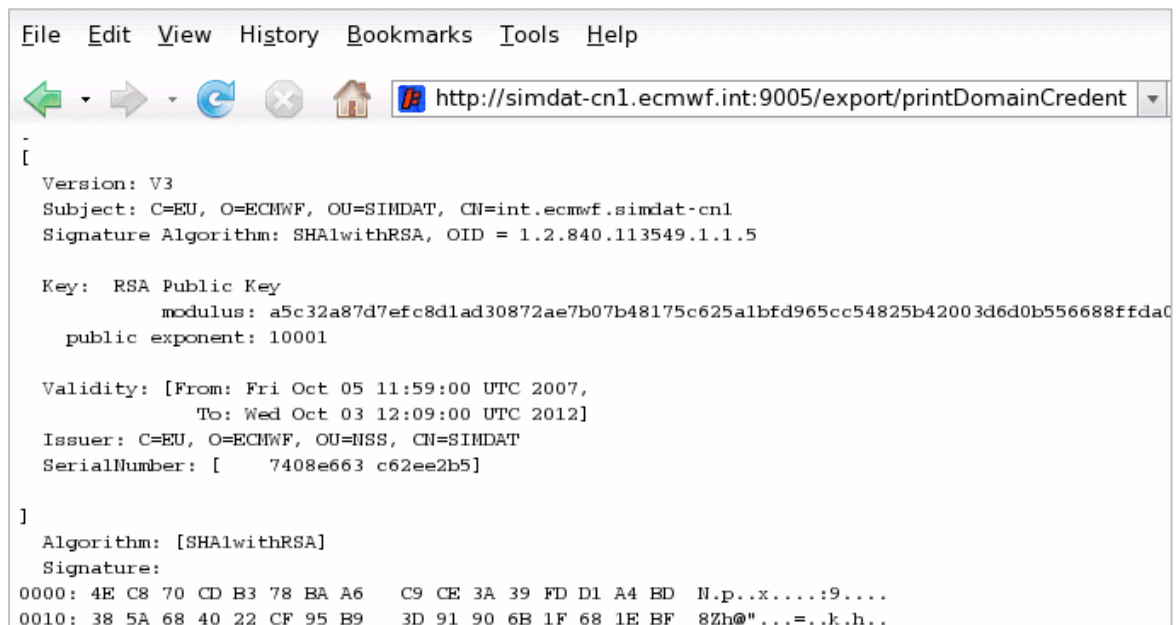 File Edit View History Bookmarks Tools Help
http://simdat-cn1.ecmwf.int:9005/export/printDomainCredent
[
Version: V3
Subject: C=EU, O=ECMWF, OU=SIMDAT, CN=int.ecmwf.simdat-cn1
Signature Algorithm: SHA1withRSA, OID = 1.2.840.113549.1.1.5
Key: RSA Public Key
modulus: a5c32a87d7efc8d1ad30872ae7b07b48175c625a1bfd965cc54825b42003d6d0b556688ffda0
public exponent: 10001
Validity: [From: Fri Oct 05 11:59:00 UTC 2007,
To: Wed Oct 03 12:09:00 UTC 2012]
Issuer: C=EU, O=ECMWF, OU=NSS, CN=SIMDAT
SerialNumber: [ 7408e663 c62ee2b5]
]
Algorithm: [SHA1withRSA]
Signature:
0000: 4E C8 70 CD B3 78 BA A6 C9 CE 3A 39 FD D1 A4 BD N.p..x....:9....
0010: 38 5A 68 40 22 CF 95 B9 3D 91 90 6B 1F 68 1E BF 8Zh@"...=..k.h..